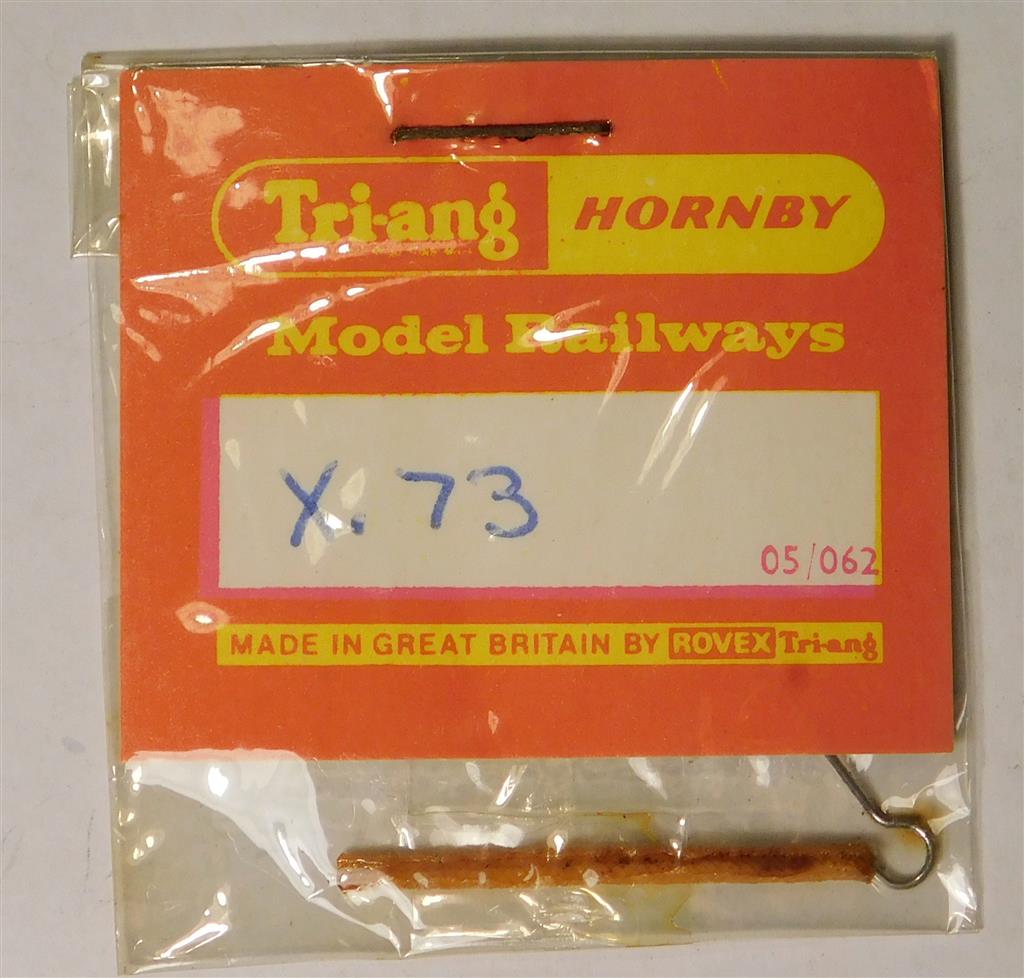 Tri-ang HORNBY
Model Railways
X. 73
05/062
MADE IN GREAT BRITAIN BY ROVEX Tri-ang